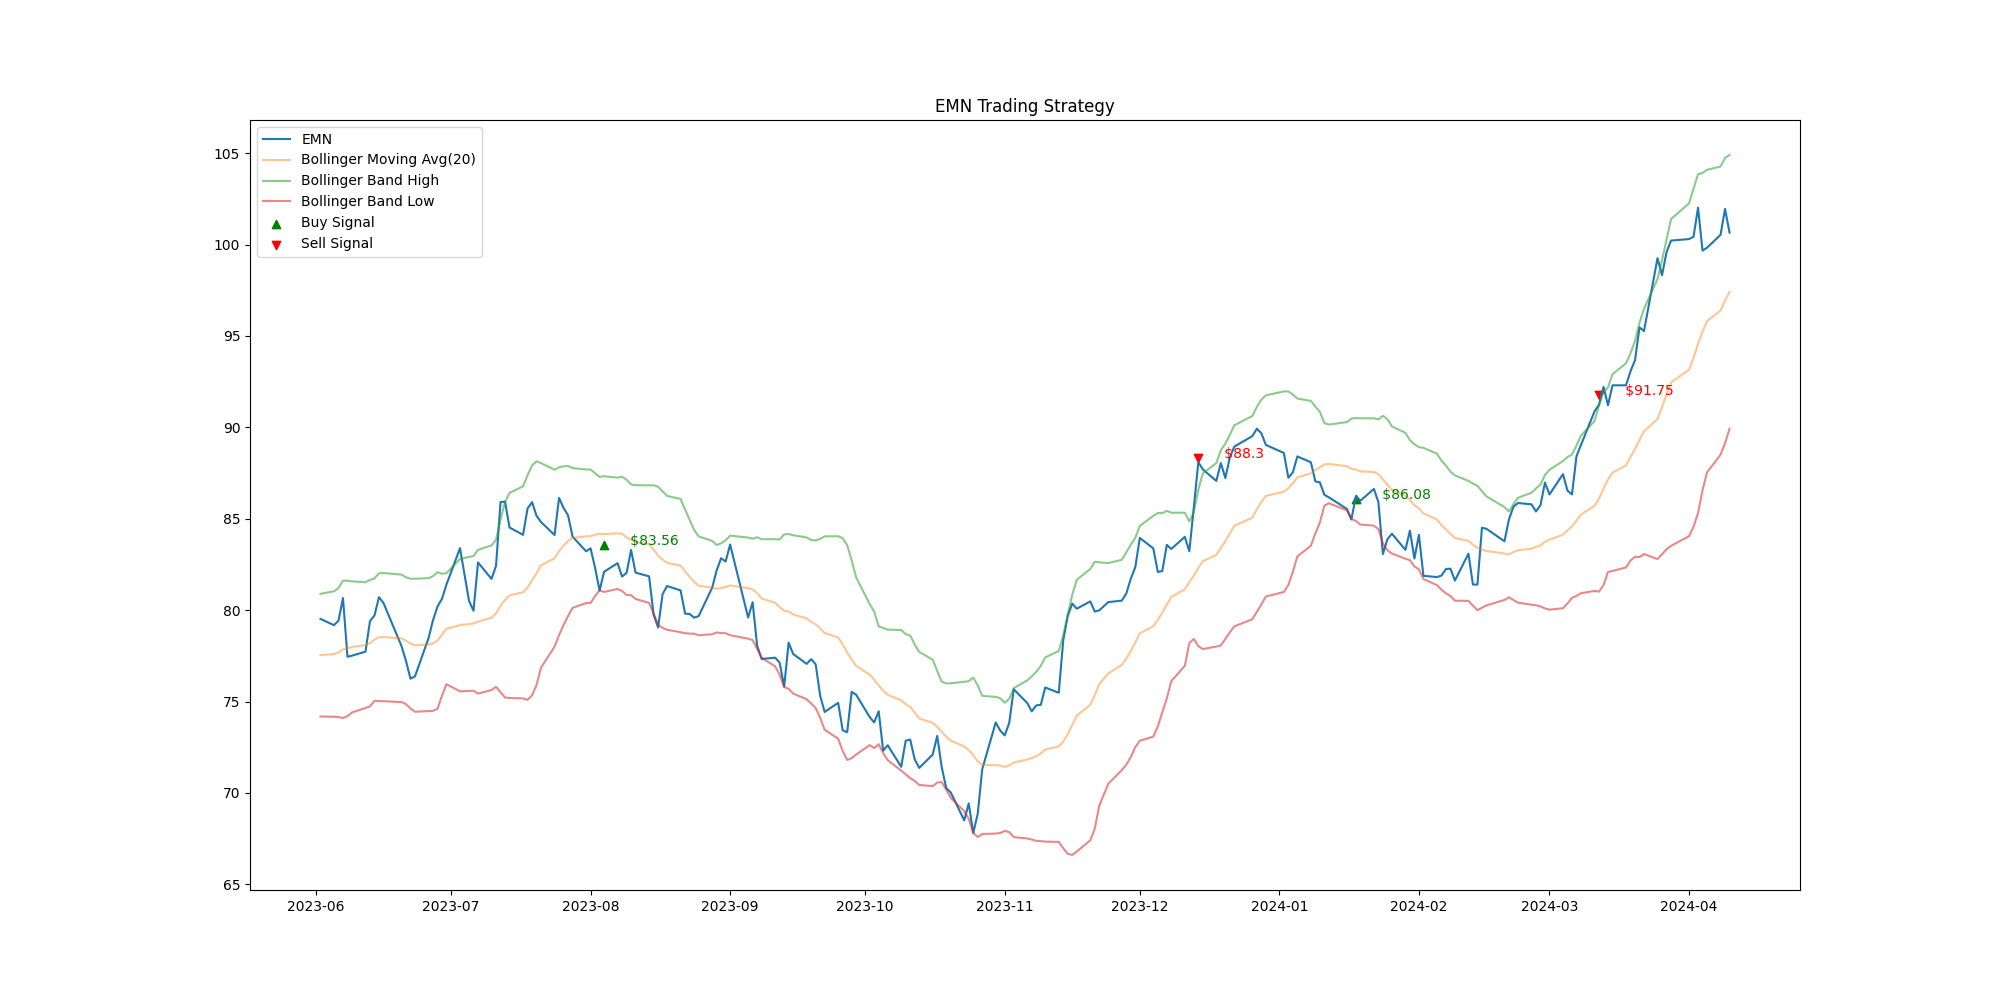 EMN Trading Strategy
EMN
Bollinger Moving Avg(20)
Bollinger Band High
Bollinger Band Low
Buy Signal
Sell Signal
105
100
95
90
85
80
75
70
65
$83.56
$88.3
$86.08
$91.75
2023-06 2023-07 2023-08 2023-09 2023-10 2023-11 2023-12 2024-01 2024-02 2024-03 2024-04